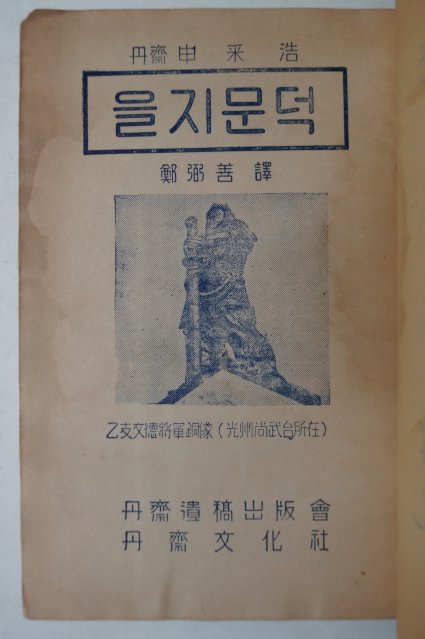 丹齋申采浩
을지문덕
鄭弼善 譯
乙支文德將軍銅像(光州尚武台所在)
丹齋遺稿出版會
丹齋文化社